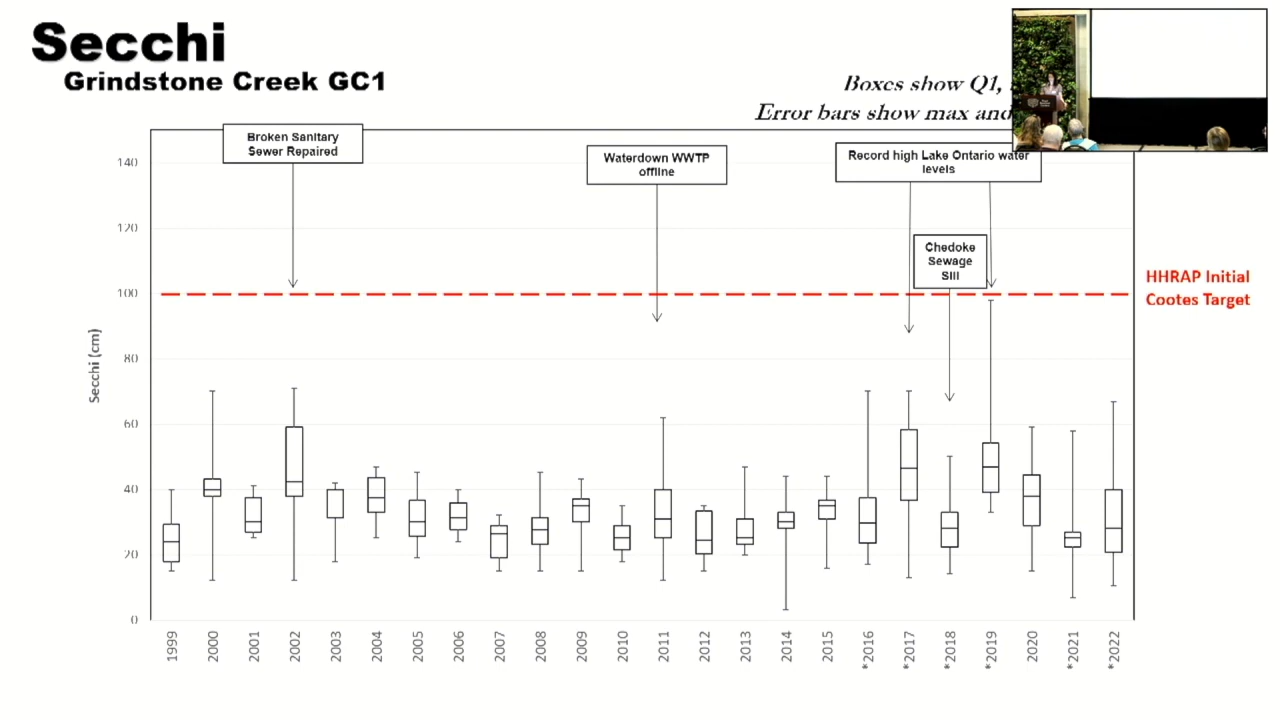 Secchi
Grindstone Creek GC1
Boxes show Q1,
Error bars show max and
Broken Sanitary
Sewer Repaired
Waterdown WWTP
offline
Record high Lake Ontario water
levels
Chedoke
Sewage
Sill
HHRAP Initial
Cootes Target
Secchi (cm)
140
120
100
80
60
40
20
0
1999
2000
2001
2002
2003
2004
2005
2006
2007
2008
2009
2010
2011
2012
2013
2014
2015
*2016
*2017
*2018
*2019
2020
*2021
*2022